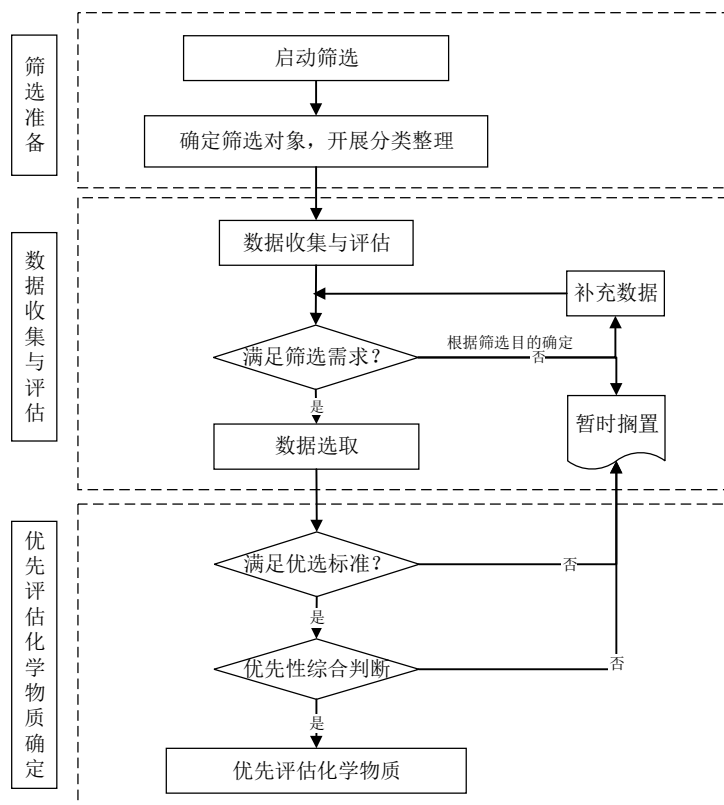 筛选准备
启动筛选
确定筛选对象，开展分类整理
数据收集与评估
数据收集与评估
补充数据
满足筛选需求？
根据筛选目的确定
否
是
暂时搁置
数据选取
优先评估化学物质确定
满足优选标准？
否
是
优先性综合判断
否
是
优先评估化学物质